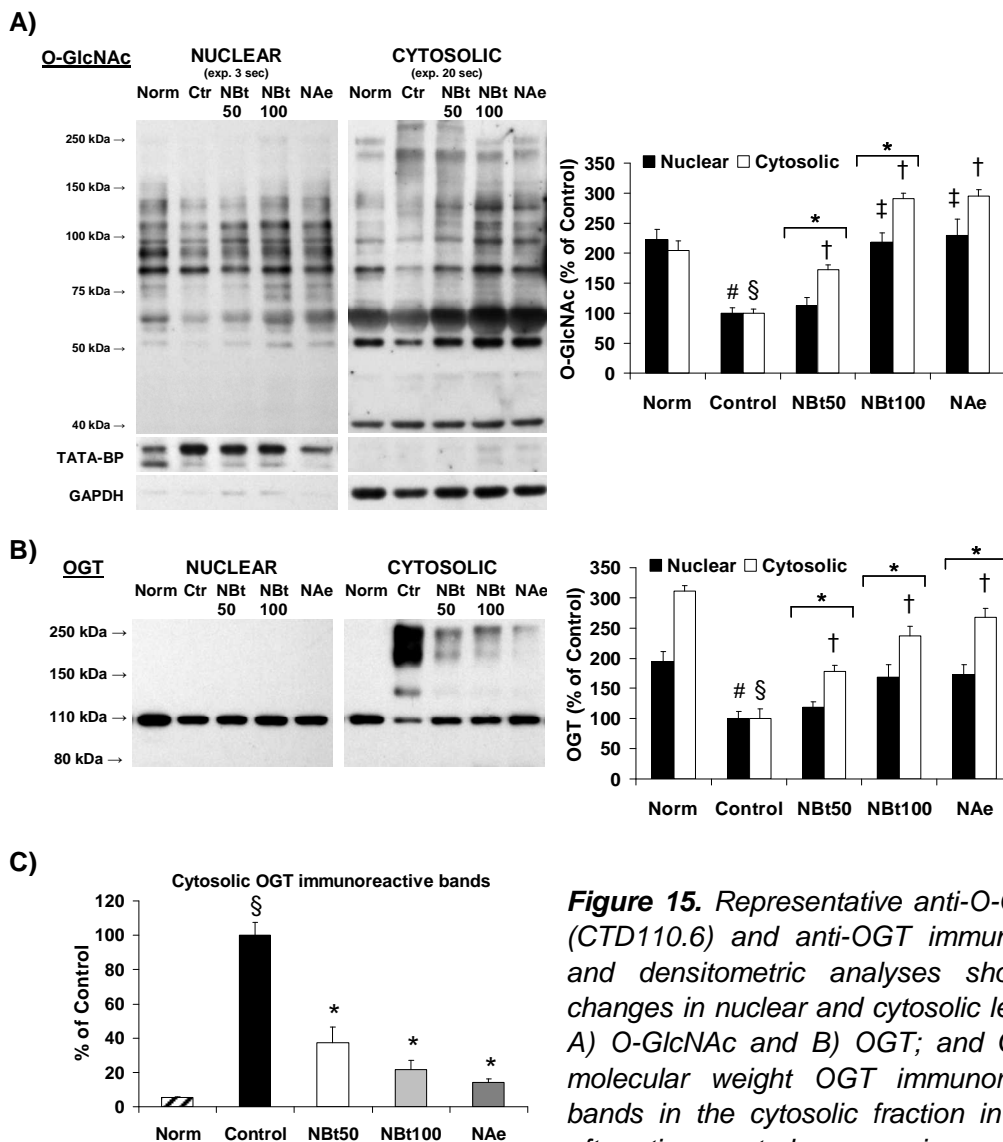 A)
O-GlcNAc
NUCLEAR
(exp. 3 sec)
Norm Ctr NBt 50 NBt 100 NAe
CYTOSOLIC
(exp. 20 sec)
Norm Ctr NBt 50 NBt 100 NAe
250 kDa →
150 kDa →
100 kDa →
75 kDa →
50 kDa →
40 kDa →
TATA-BP
GAPDH
O-GlcNAc (% of Control)
350
300
250
200
150
100
50
0
Nuclear Cytosolic
# § * † * ‡ † ‡ †
Norm Control NBt50 NBt100 NAe
B)
OGT
NUCLEAR
Norm Ctr NBt 50 NBt 100 NAe
CYTOSOLIC
Norm Ctr NBt 50 NBt 100 NAe
250 kDa →
150 kDa →
110 kDa →
80 kDa →
OGT (% of Control)
350
300
250
200
150
100
50
0
Nuclear Cytosolic
# § * † * † * †
Norm Control NBt50 NBt100 NAe
C)
Cytosolic OGT immunoreactive bands
% of Control
120
100
80
60
40
20
0
§ * * *
Norm Control NBt50 NBt100 NAe
Figure 15. Representative anti-O-
(CTD110.6) and anti-OGT immun
and densitometric analyses sho
changes in nuclear and cytosolic le
A) O-GlcNAc and B) OGT; and
molecular weight OGT immunor
bands in the cytosolic fraction in